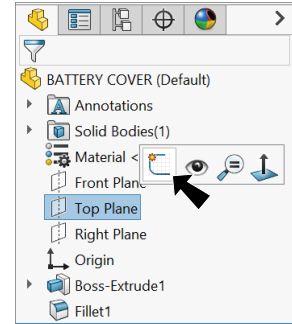 BATTERY COVER (Default)
Annotations
Solid Bodies(1)
Material <
Front Plane
Top Plane
Right Plane
Origin
Boss-Extrude1
Fillet1